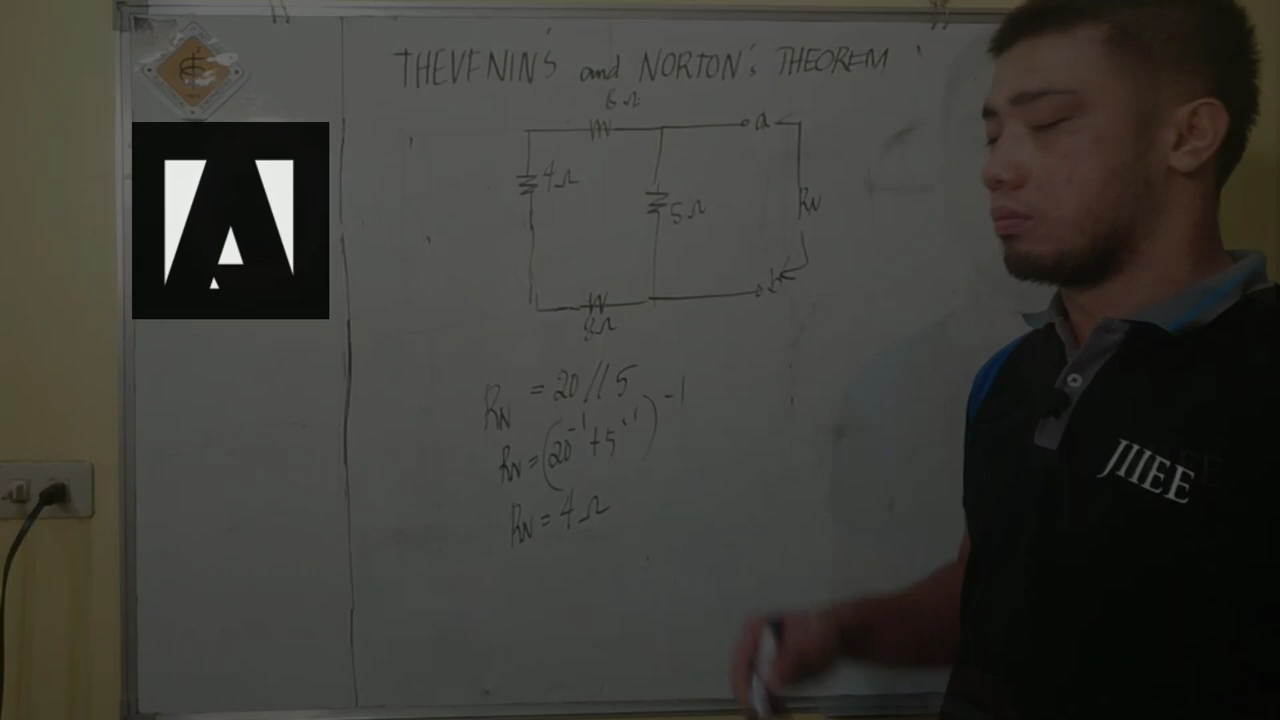 THEVENIN'S and NORTON's THEOREM
6Ω
a
4Ω
5Ω
RN
b
8Ω
RN = 20 // 5
RN = (20⁻¹ + 5⁻¹)⁻¹
RN = 4Ω
JIIEE